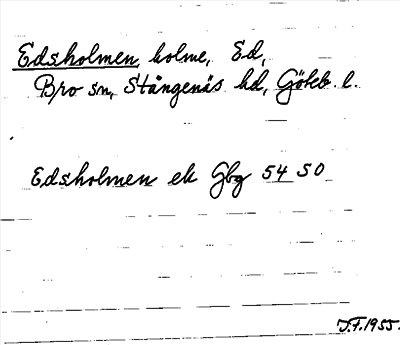 Edsholmen, holme, Ed,
Bro sn, Stångenäs hd, Göteb. l.
Edsholmen ek Gbg 54 50
J.F. 1955.